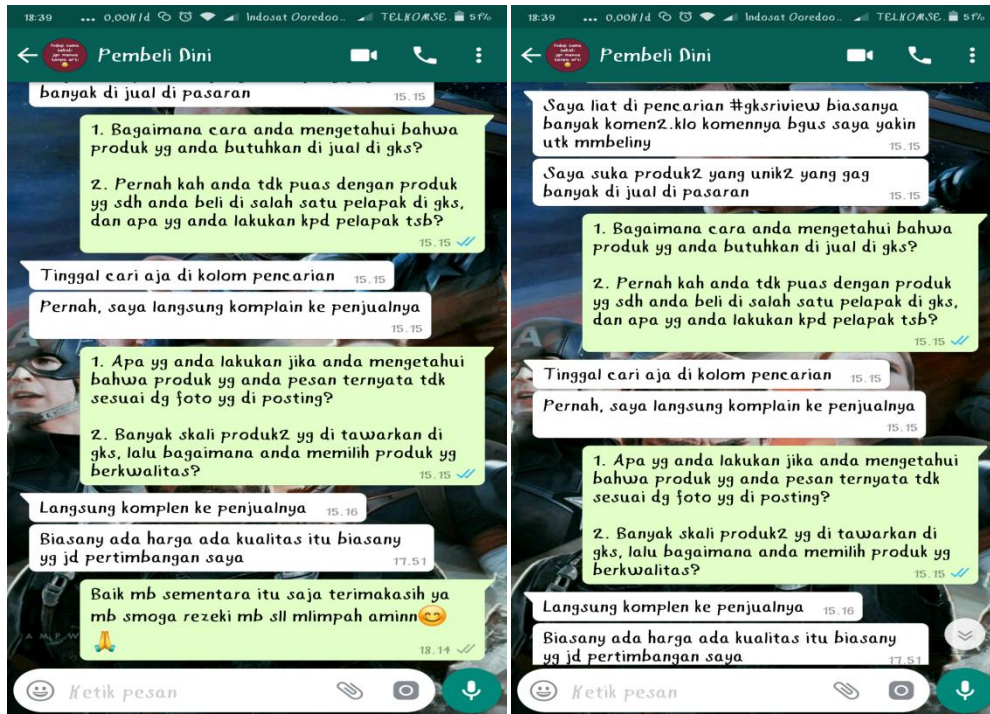 18:39 ... 0,00K/d Indosat Ooredoo.. TELKOMSE. 51%
Pembeli Dini
banyak di jual di pasaran 15.15
1. Bagaimana cara anda mengetahui bahwa
produk yg anda butuhkan di jual di gks?
2. Pernah kah anda tdk puas dengan produk
yg sdh anda beli di salah satu pelapak di gks,
dan apa yg anda lakukan kpd pelapak tsb?
15.15
Tinggal cari aja di kolom pencarian 15.15
Pernah, saya langsung komplain ke penjualnya
15.15
1. Apa yg anda lakukan jika anda mengetahui
bahwa produk yg anda pesan ternyata tdk
sesuai dg foto yg di posting?
2. Banyak skali produk2 yg di tawarkan di
gks, lalu bagaimana anda memilih produk yg
berkwalitas? 15.15
Langsung komplen ke penjualnya 15.16
Biasany ada harga ada kualitas itu biasany
yg jd pertimbangan saya 17.51
Baik mb sementara itu saja terimakasih ya
mb smoga rezeki mb sll mlimpah aminn😊
🙏 18.14
Ketik pesan
18:39 ... 0,00K/d Indosat Ooredoo.. TELKOMSE. 51%
Pembeli Dini
Saya liat di pencarian #gksriview biasanya
banyak komen2.klo komennya bgus saya yakin
utk mmbeliny 15.15
Saya suka produk2 yang unik2 yang gag
banyak di jual di pasaran 15.15
1. Bagaimana cara anda mengetahui bahwa
produk yg anda butuhkan di jual di gks?
2. Pernah kah anda tdk puas dengan produk
yg sdh anda beli di salah satu pelapak di gks,
dan apa yg anda lakukan kpd pelapak tsb?
15.15
Tinggal cari aja di kolom pencarian 15.15
Pernah, saya langsung komplain ke penjualnya
15.15
1. Apa yg anda lakukan jika anda mengetahui
bahwa produk yg anda pesan ternyata tdk
sesuai dg foto yg di posting?
2. Banyak skali produk2 yg di tawarkan di
gks, lalu bagaimana anda memilih produk yg
berkwalitas? 15.15
Langsung komplen ke penjualnya 15.16
Biasany ada harga ada kualitas itu biasany
yg jd pertimbangan saya 17.51
Ketik pesan